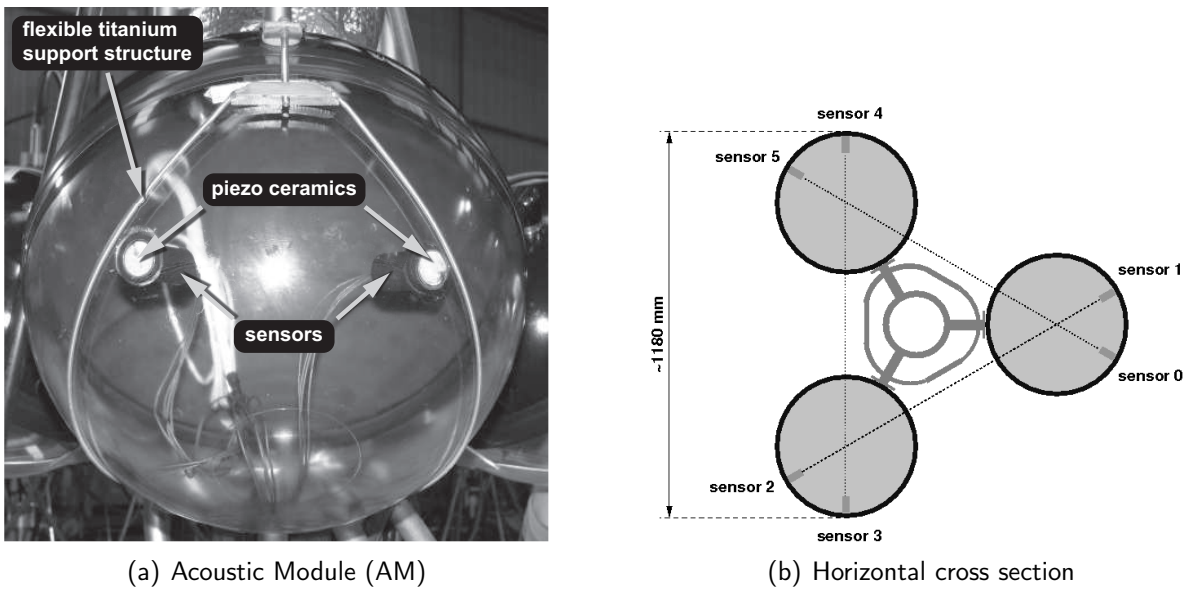 flexible titanium
support structure
piezo ceramics
sensors
(a) Acoustic Module (AM)
sensor 4
sensor 5
~1180 mm
sensor 1
sensor 0
sensor 2
sensor 3
(b) Horizontal cross section